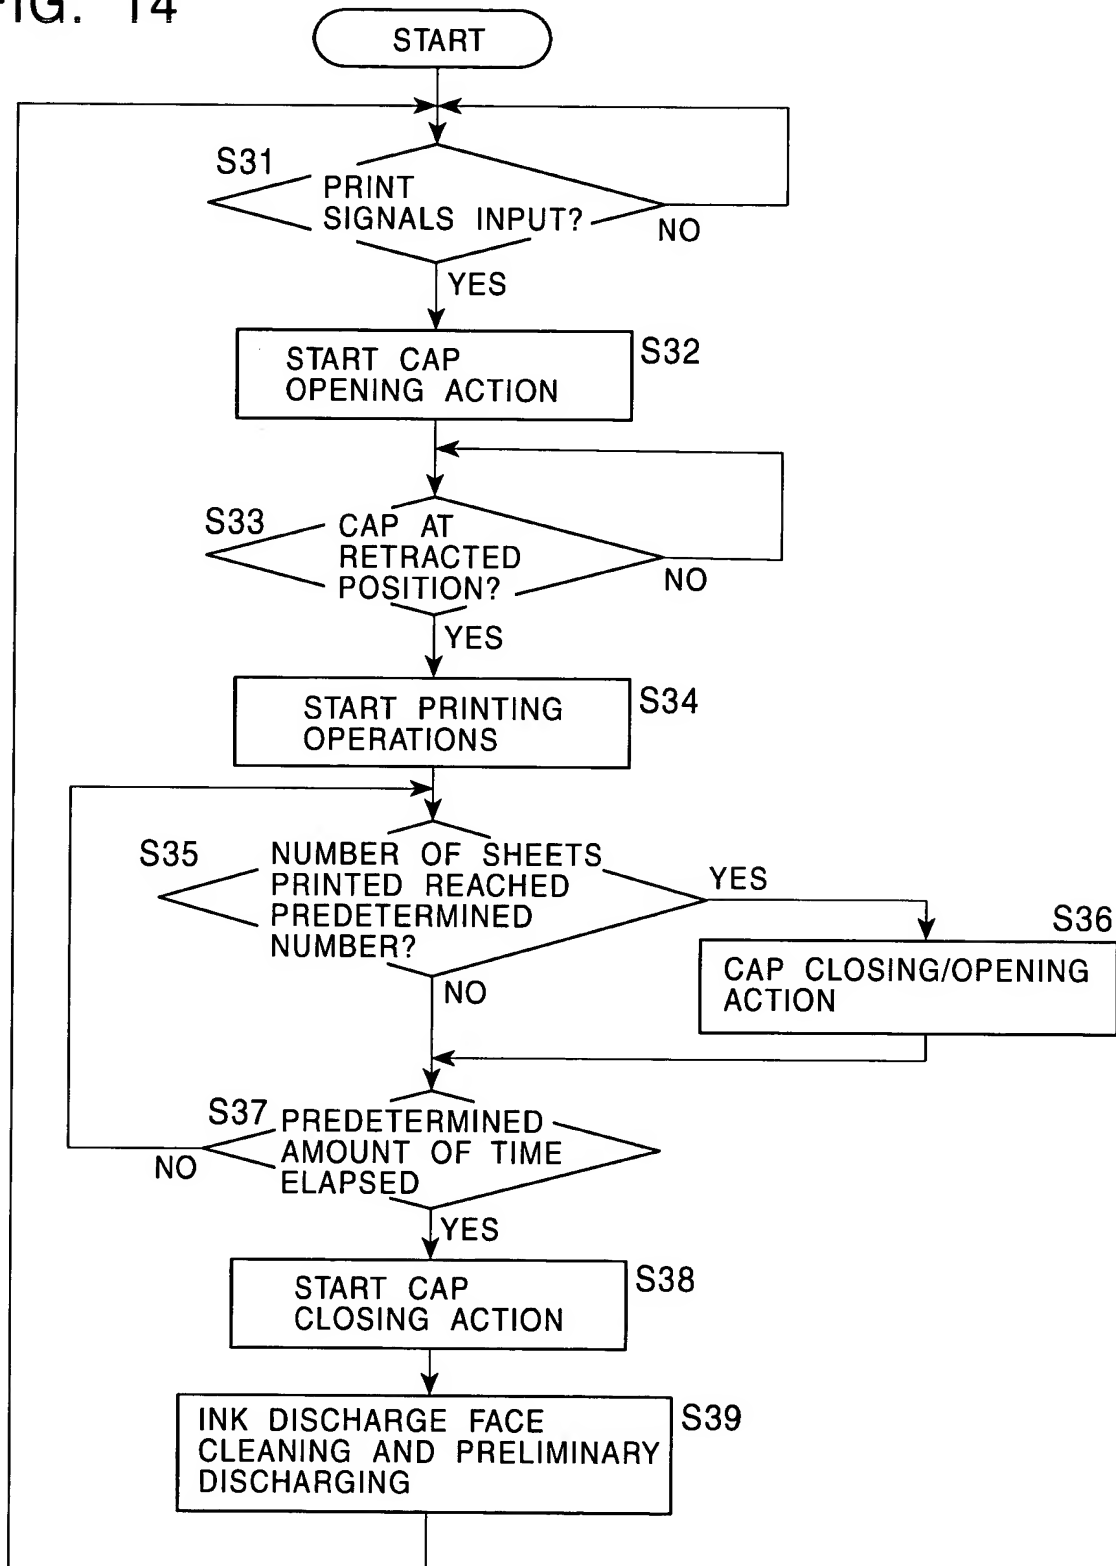 FIG. 14
START
S31
PRINT
SIGNALS INPUT?
NO
YES
START CAP
OPENING ACTION
S32
S33
CAP AT
RETRACTED
POSITION?
NO
YES
START PRINTING
OPERATIONS
S34
S35
NUMBER OF SHEETS
PRINTED REACHED
PREDETERMINED
NUMBER?
YES
NO
S36
CAP CLOSING/OPENING
ACTION
S37
PREDETERMINED
AMOUNT OF TIME
ELAPSED
NO
YES
START CAP
CLOSING ACTION
S38
INK DISCHARGE FACE
CLEANING AND PRELIMINARY
DISCHARGING
S39